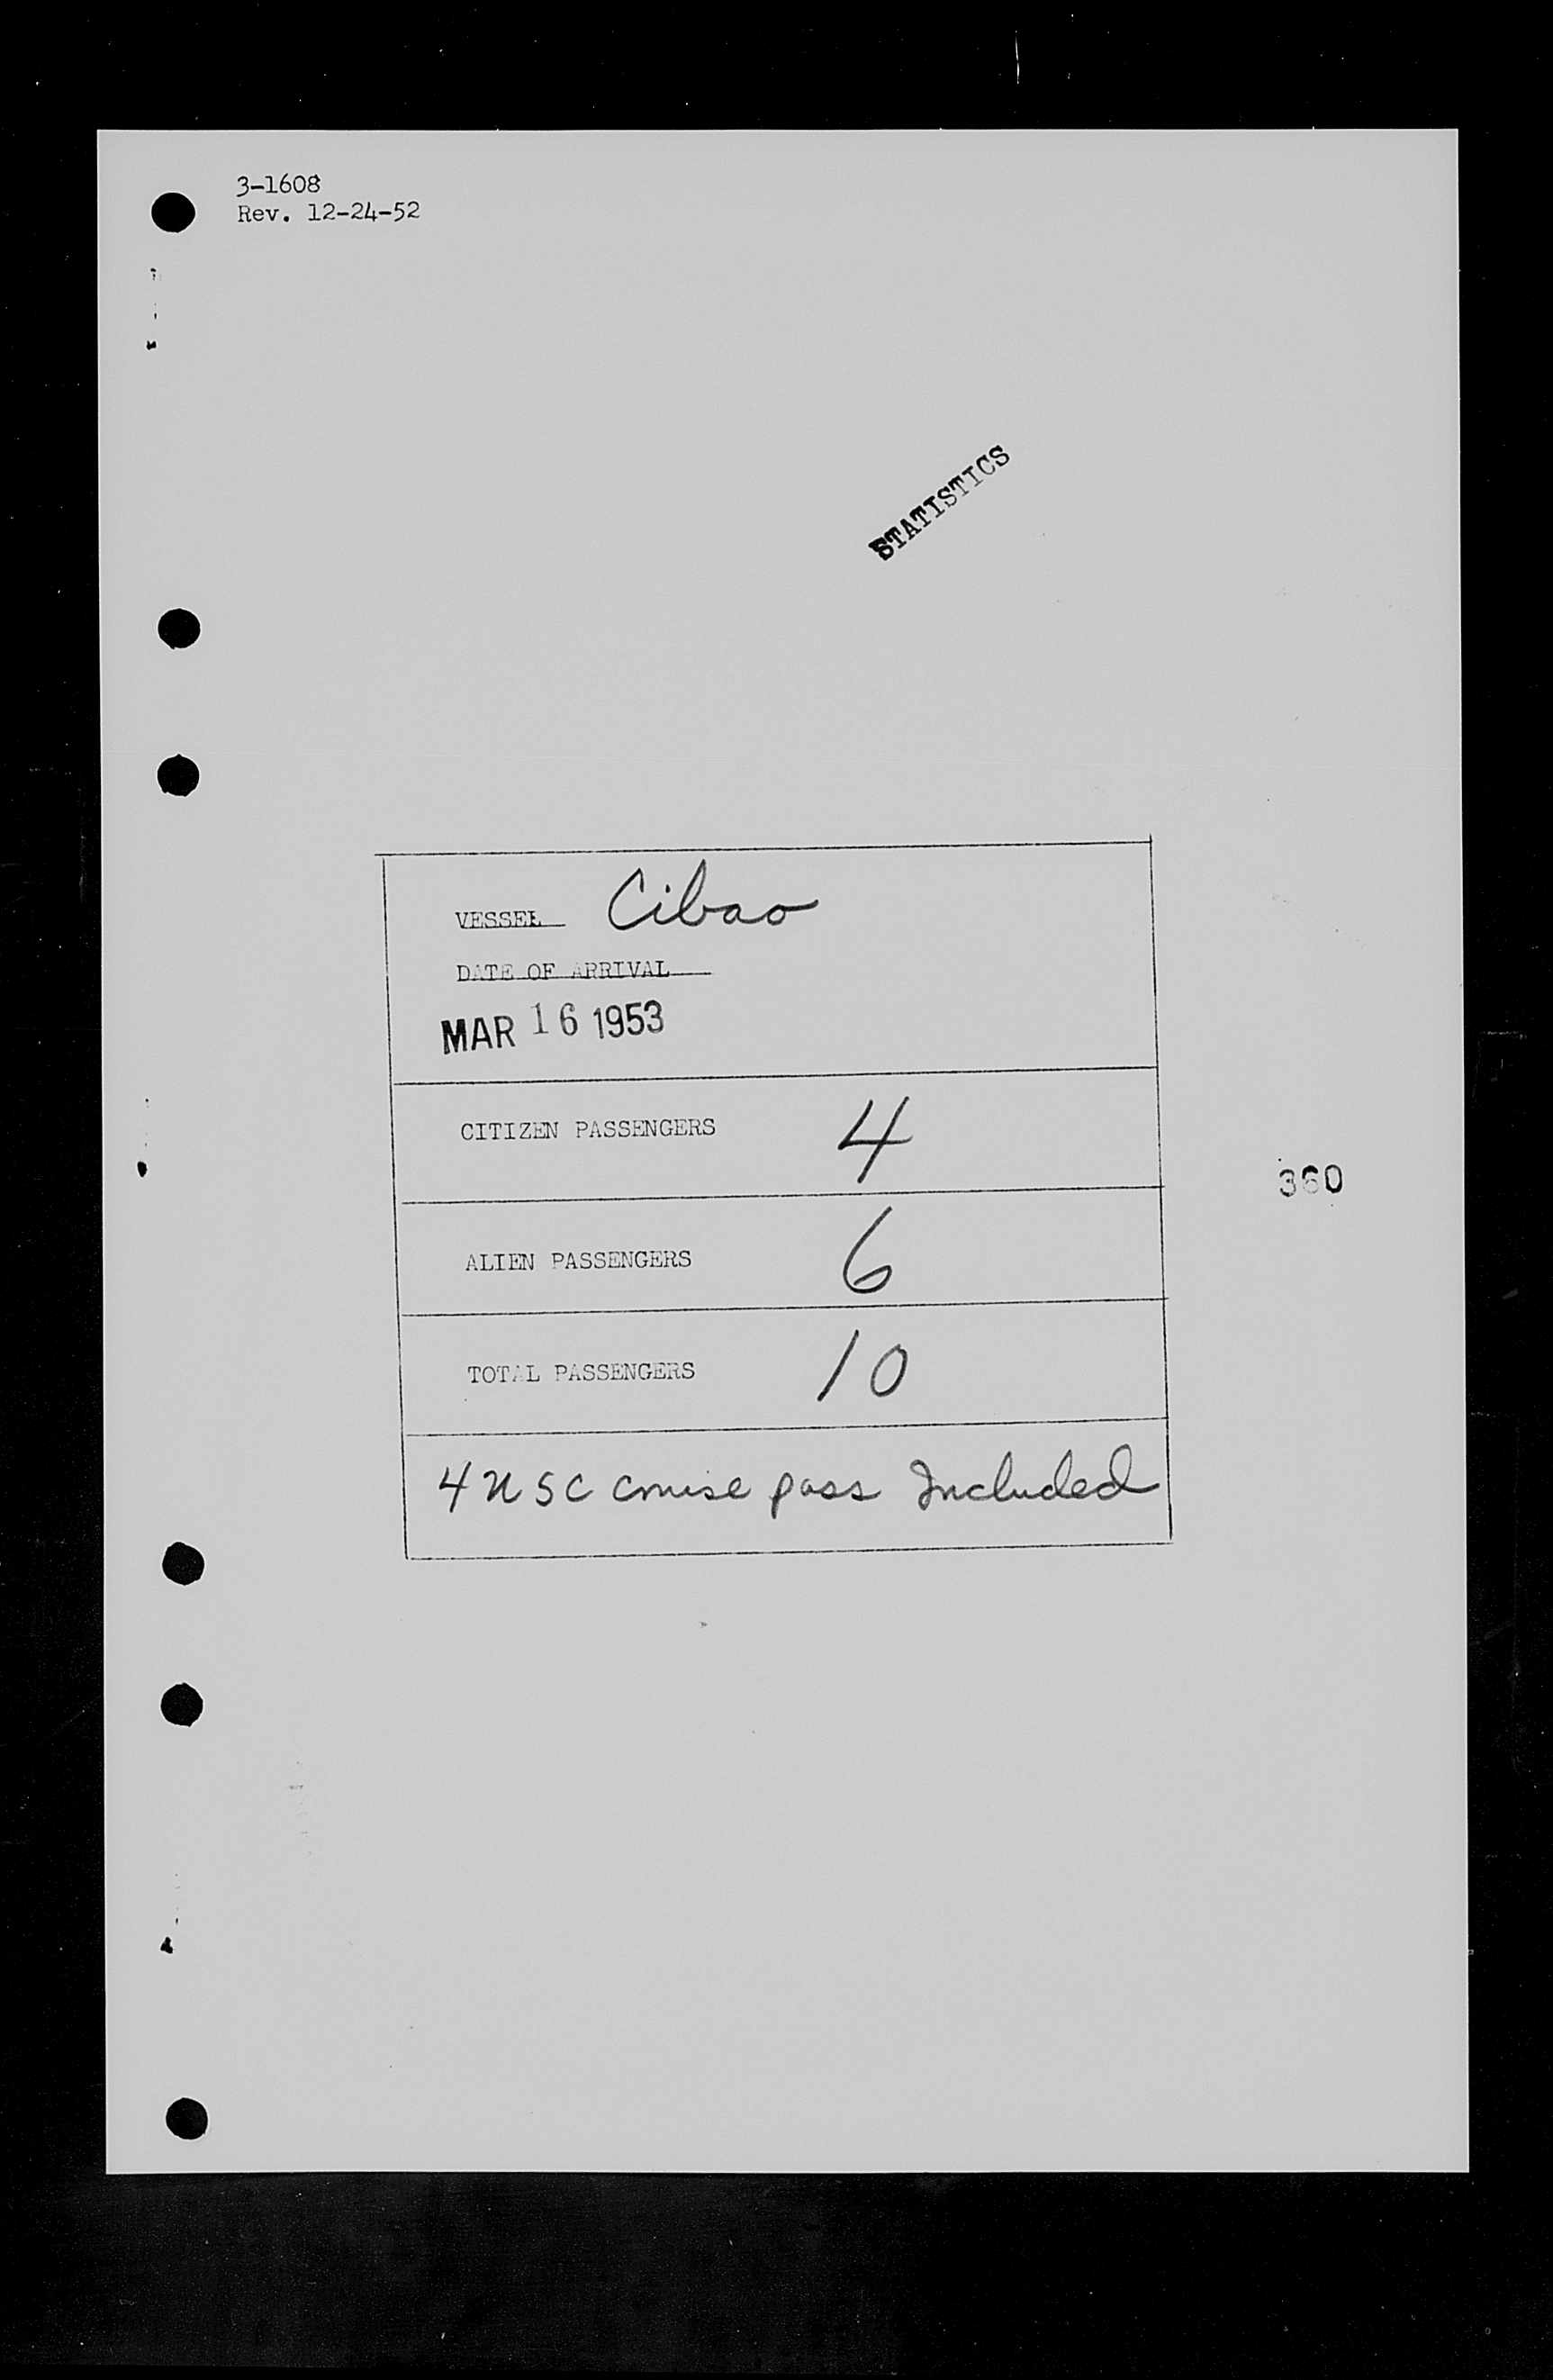 3-1608
Rev. 12-24-52
STATISTICS
VESSEL Cibao
DATE OF ARRIVAL
MAR 16 1953
CITIZEN PASSENGERS 4
360
ALIEN PASSENGERS 6
TOTAL PASSENGERS 10
4 USC cruise pass Included